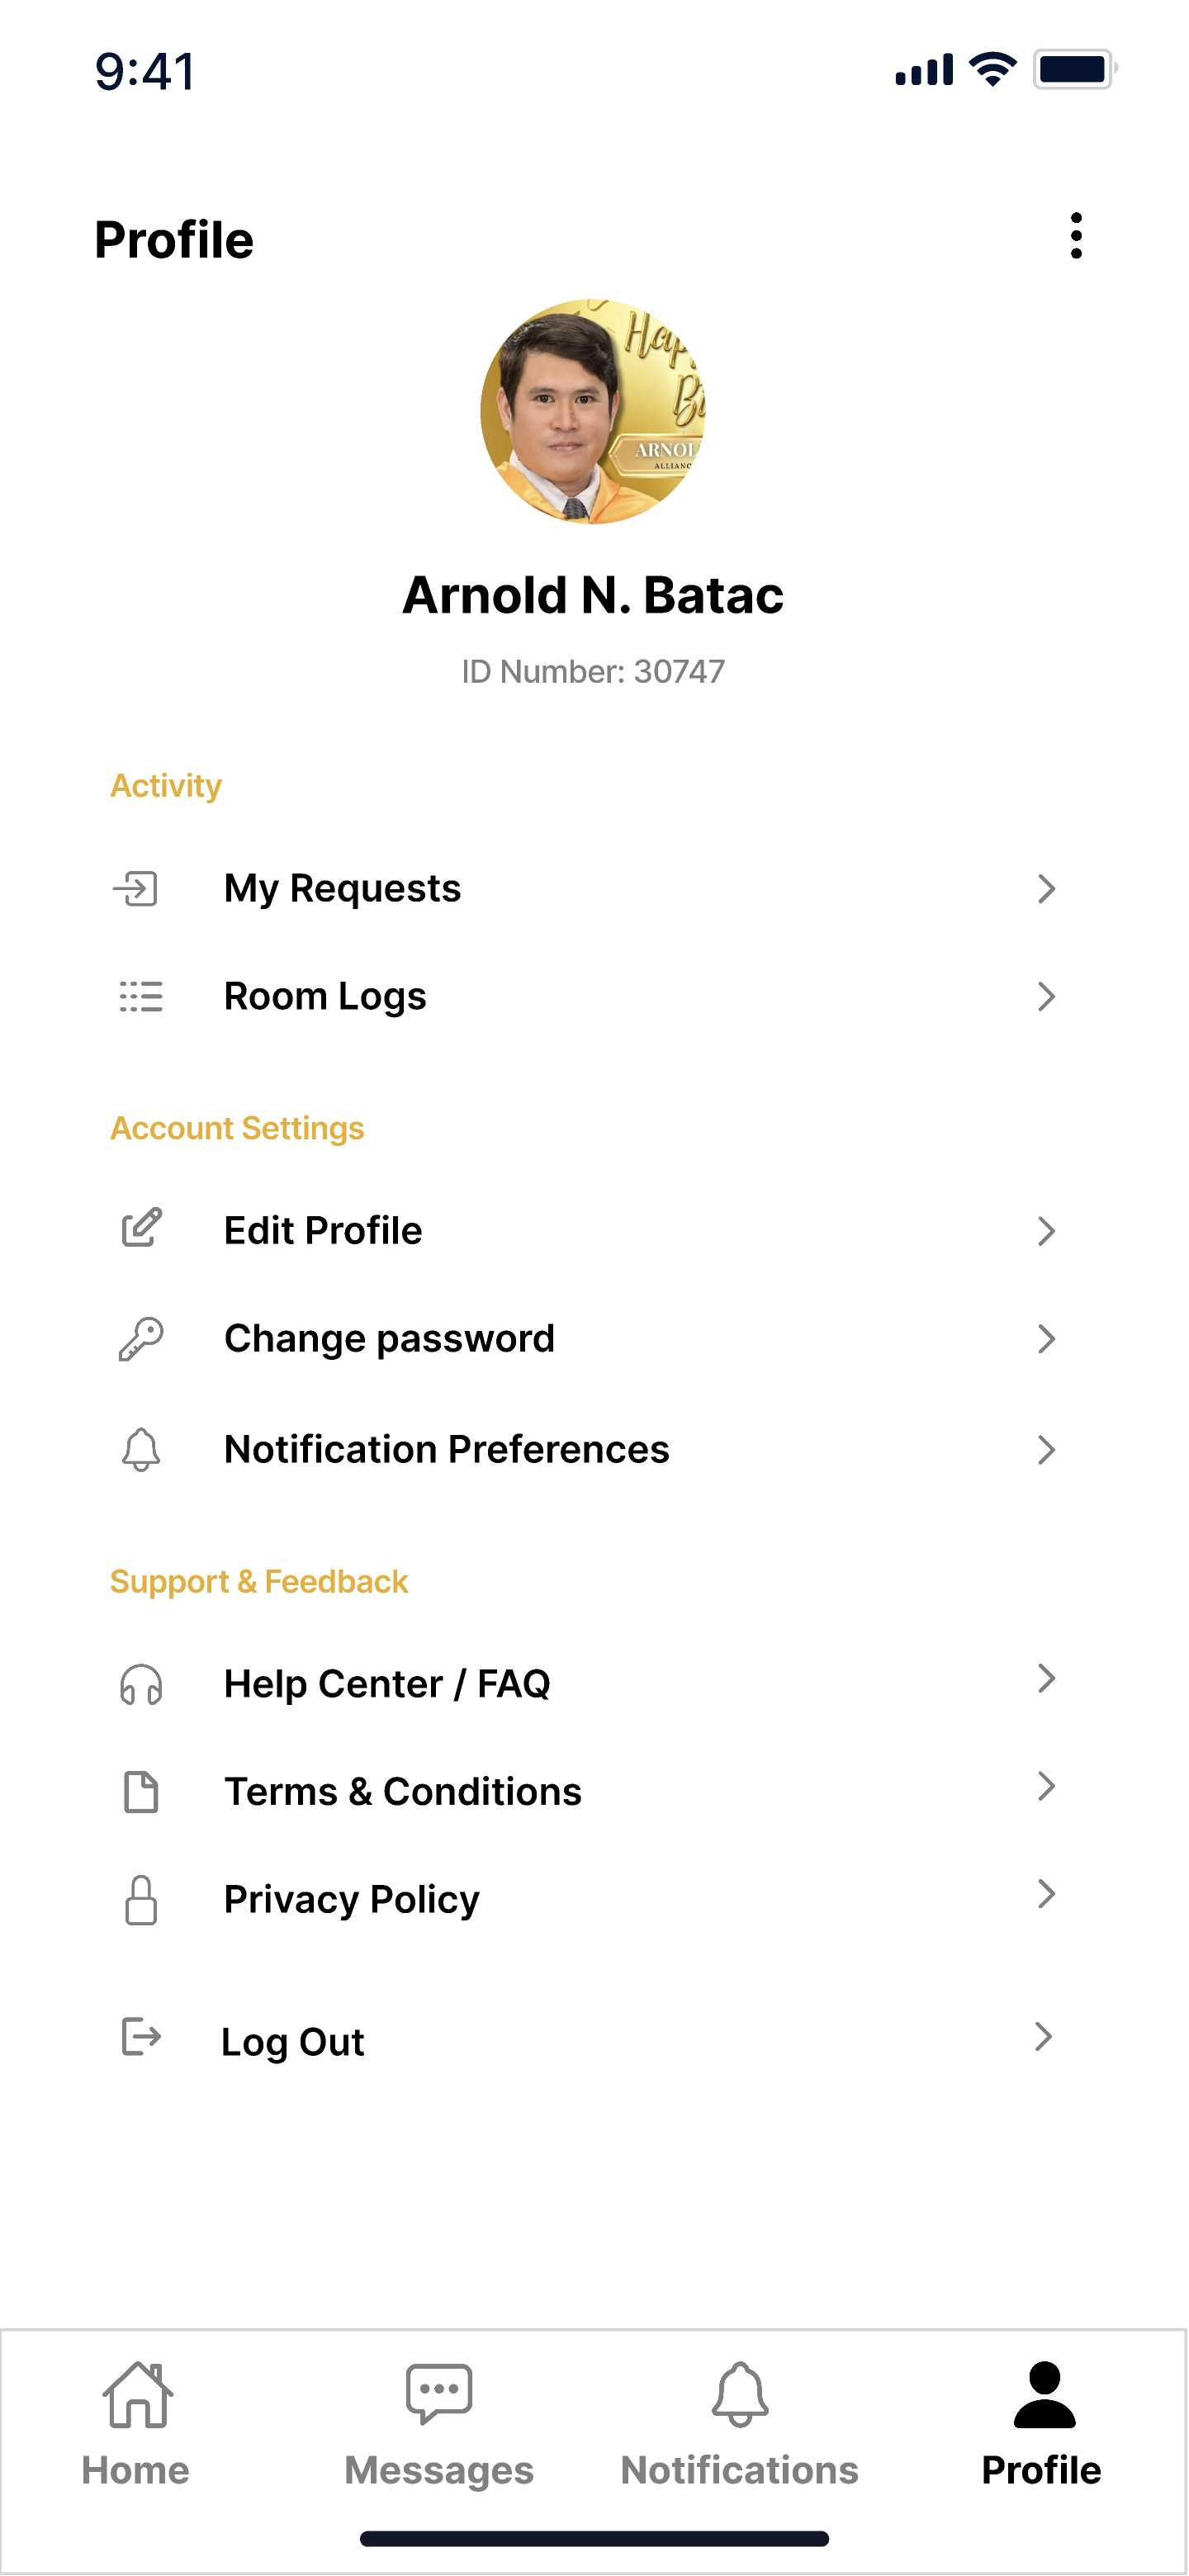 9:41
Profile
ARNOL
ALLIANC
Arnold N. Batac
ID Number: 30747
Activity
My Requests
Room Logs
Account Settings
Edit Profile
Change password
Notification Preferences
Support & Feedback
Help Center / FAQ
Terms & Conditions
Privacy Policy
Log Out
Home
Messages
Notifications
Profile